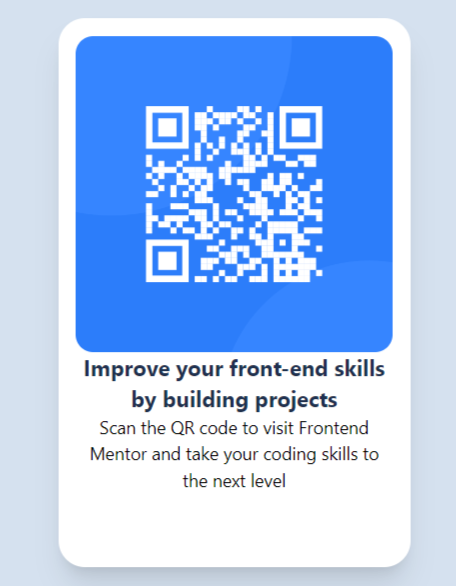 Improve your front-end skills
by building projects
Scan the QR code to visit Frontend
Mentor and take your coding skills to
the next level